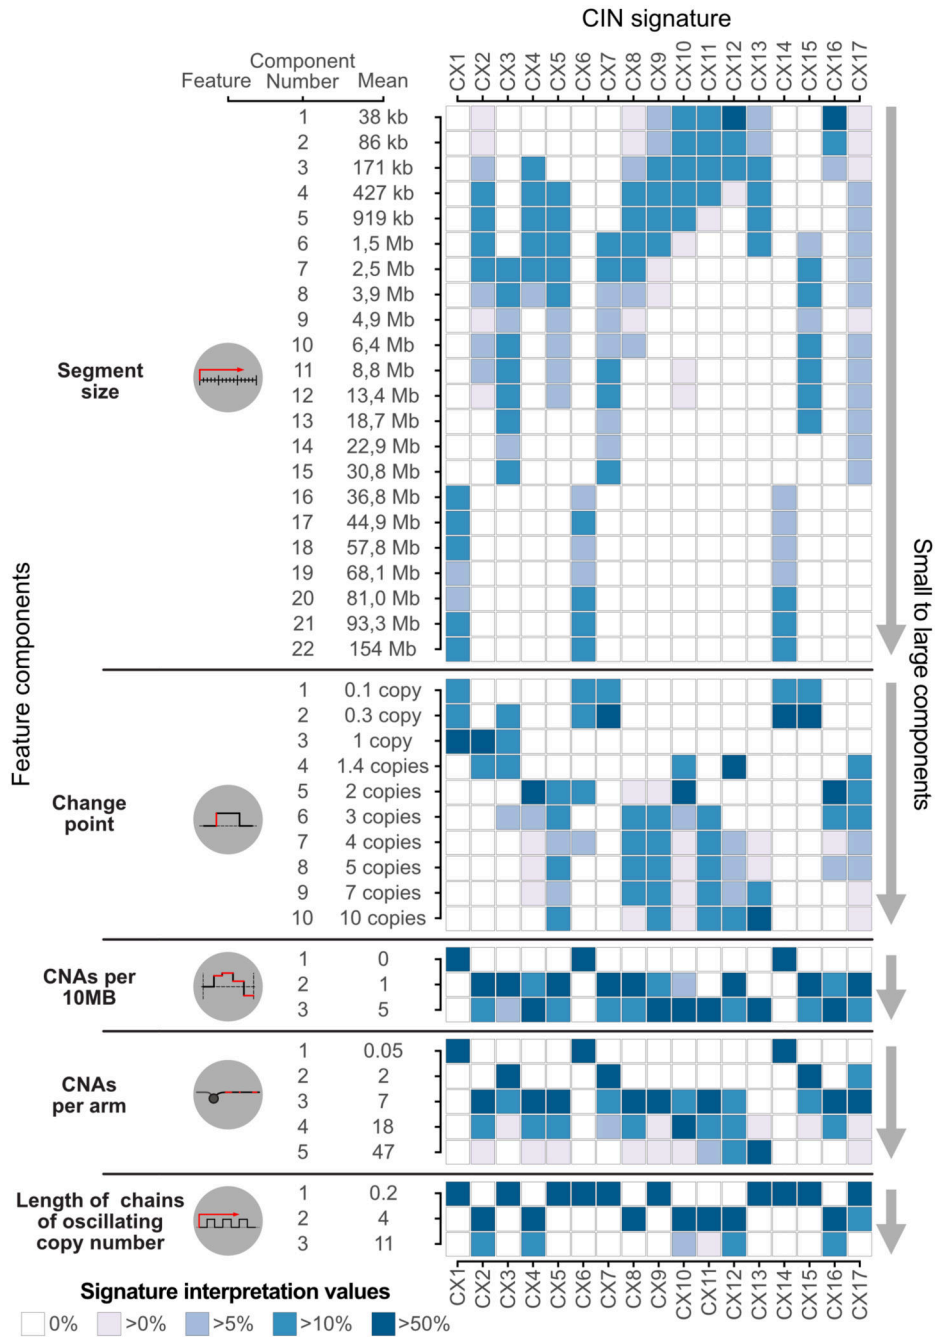 CIN signature
Feature Component Number Mean
CX1 CX2 CX3 CX4 CX5 CX6 CX7 CX8 CX9 CX10 CX11 CX12 CX13 CX14 CX15 CX16 CX17
Feature components
Small to large components
Segment size
1 38 kb
2 86 kb
3 171 kb
4 427 kb
5 919 kb
6 1,5 Mb
7 2,5 Mb
8 3,9 Mb
9 4,9 Mb
10 6,4 Mb
11 8,8 Mb
12 13,4 Mb
13 18,7 Mb
14 22,9 Mb
15 30,8 Mb
16 36,8 Mb
17 44,9 Mb
18 57,8 Mb
19 68,1 Mb
20 81,0 Mb
21 93,3 Mb
22 154 Mb
Change point
1 0.1 copy
2 0.3 copy
3 1 copy
4 1.4 copies
5 2 copies
6 3 copies
7 4 copies
8 5 copies
9 7 copies
10 10 copies
CNAs per 10MB
1 0
2 1
3 5
CNAs per arm
1 0.05
2 2
3 7
4 18
5 47
Length of chains of oscillating copy number
1 0.2
2 4
3 11
CX1 CX2 CX3 CX4 CX5 CX6 CX7 CX8 CX9 CX10 CX11 CX12 CX13 CX14 CX15 CX16 CX17
Signature interpretation values
0% >0% >5% >10% >50%